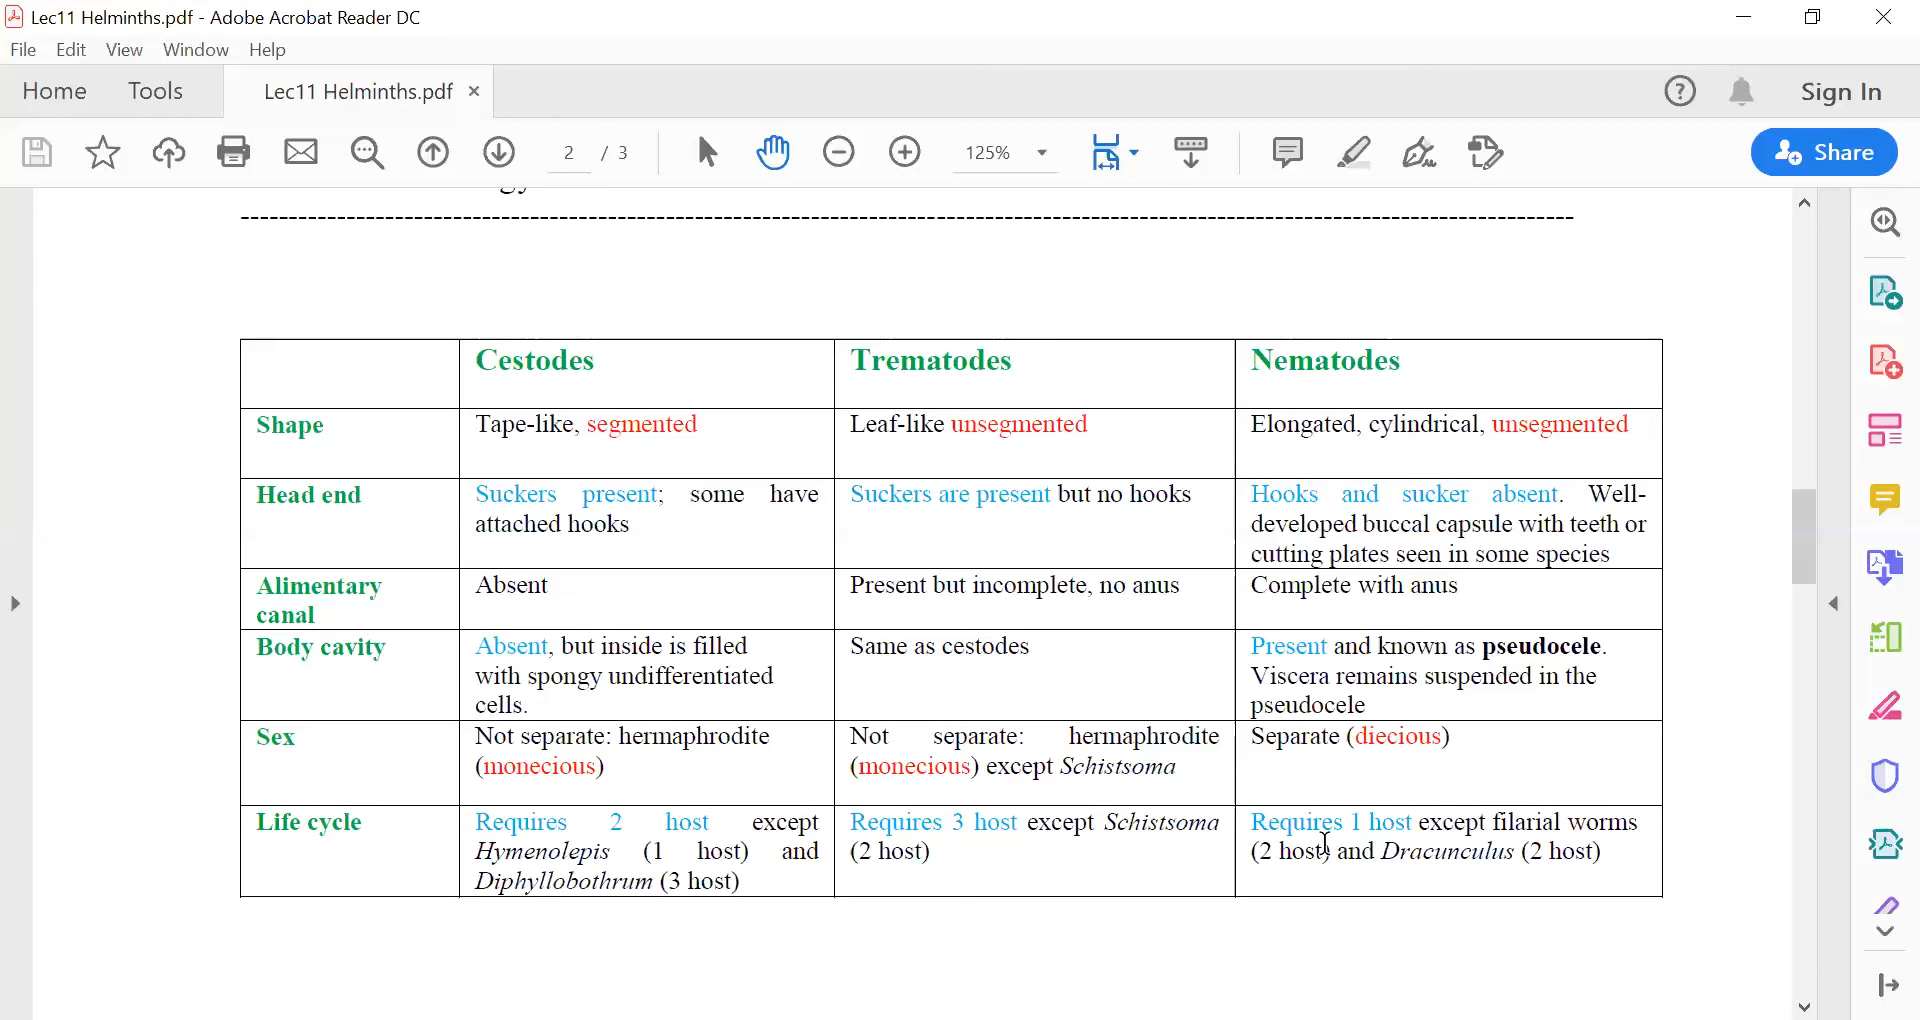 Lec11 Helminths.pdf - Adobe Acrobat Reader DC
File Edit View Window Help
Home Tools Lec11 Helminths.pdf × Sign In
2 / 3 125% Share
Cestodes Trematodes Nematodes
Shape Tape-like, segmented Leaf-like unsegmented Elongated, cylindrical, unsegmented
Head end Suckers present; some have Suckers are present but no hooks Hooks and sucker absent. Well-
attached hooks developed buccal capsule with teeth or
cutting plates seen in some species
Alimentary Absent Present but incomplete, no anus Complete with anus
canal
Body cavity Absent, but inside is filled Same as cestodes Present and known as pseudocele.
with spongy undifferentiated Viscera remains suspended in the
cells. pseudocele
Sex Not separate: hermaphrodite Not separate: hermaphrodite Separate (diecious)
(monecious) (monecious) except Schistsoma
Life cycle Requires 2 host except Requires 3 host except Schistsoma Requires 1 host except filarial worms
Hymenolepis (1 host) and (2 host) (2 host) and Dracunculus (2 host)
Diphyllobothrum (3 host)